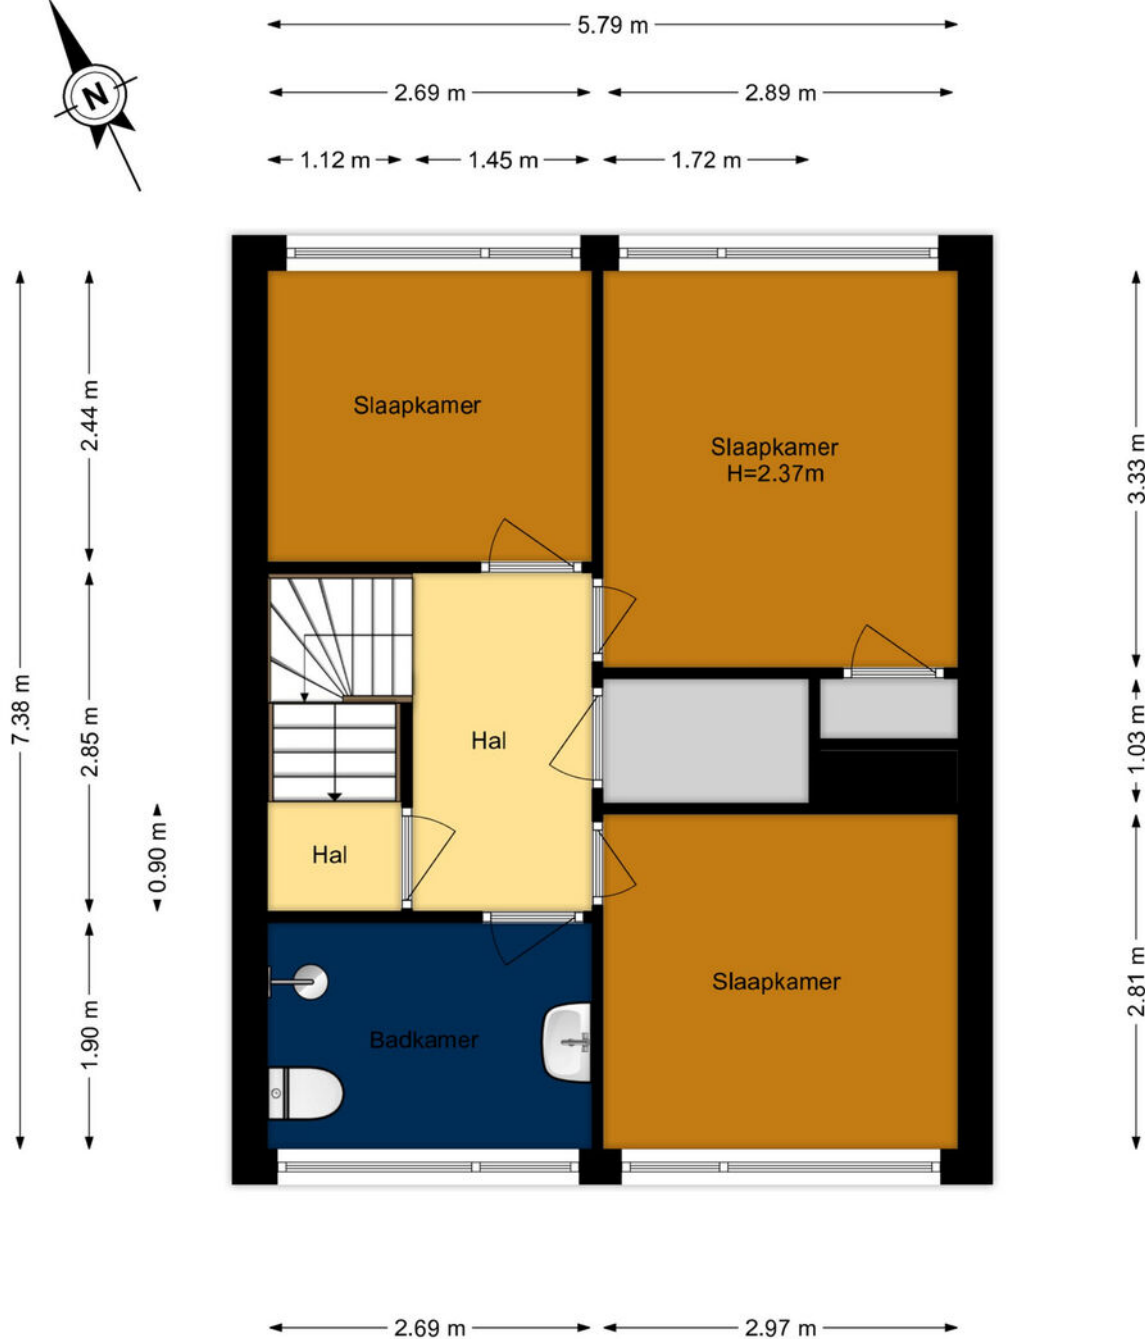 5.79 m
N
2.69 m
2.89 m
1.12 m
1.45 m
1.72 m
2.44 m
Slaapkamer
Slaapkamer
H=2.37m
3.33 m
7.38 m
2.85 m
Hal
1.03 m
0.90 m
Hal
1.90 m
Badkamer
Slaapkamer
2.81 m
2.69 m
2.97 m